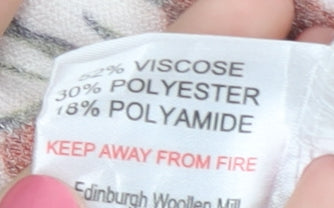 52% VISCOSE
30% POLYESTER
18% POLYAMIDE
KEEP AWAY FROM FIRE
Edinburgh Woollen Mill